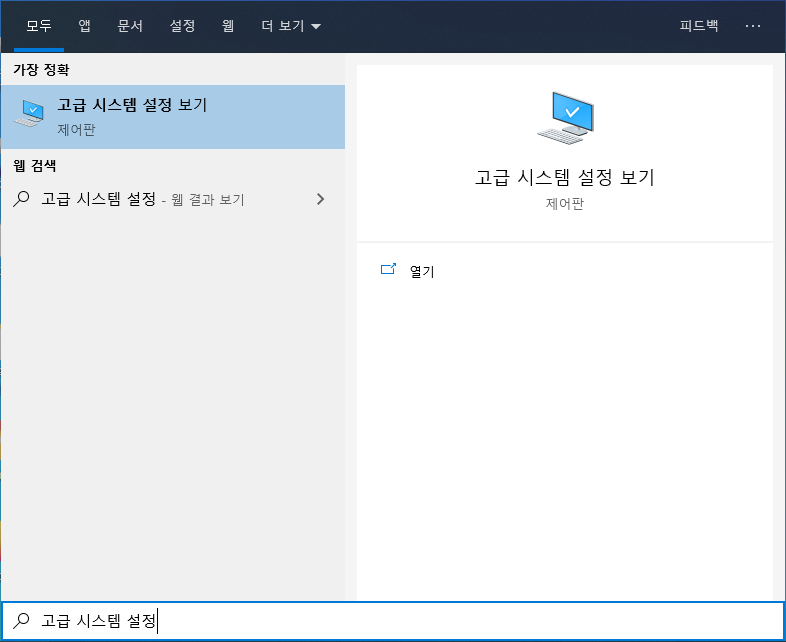 모두 앱 문서 설정 웹 더 보기 피드백 ···
가장 정확
고급 시스템 설정 보기
제어판
웹 검색
고급 시스템 설정 - 웹 결과 보기
고급 시스템 설정 보기
제어판
열기
고급 시스템 설정